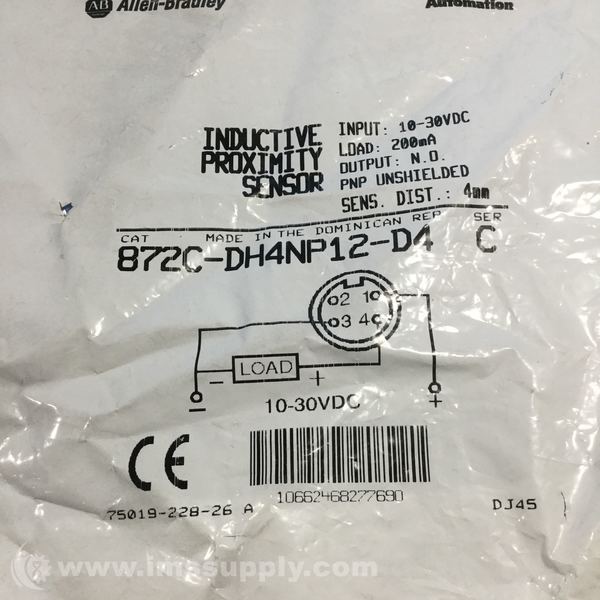 AB Allen-Bradley
Automation
INDUCTIVE
PROXIMITY
SENSOR
INPUT: 10-30VDC
LOAD: 200mA
OUTPUT: N.O.
PNP UNSHIELDED
SENS. DIST.: 4mm
CAT MADE IN THE DOMINICAN REP SER
872C-DH4NP12-D4 C
2 1
3 4
LOAD
- +
- 10-30VDC +
CE
10662468277690
75019-228-26 A
DJ45
www.imssupply.com